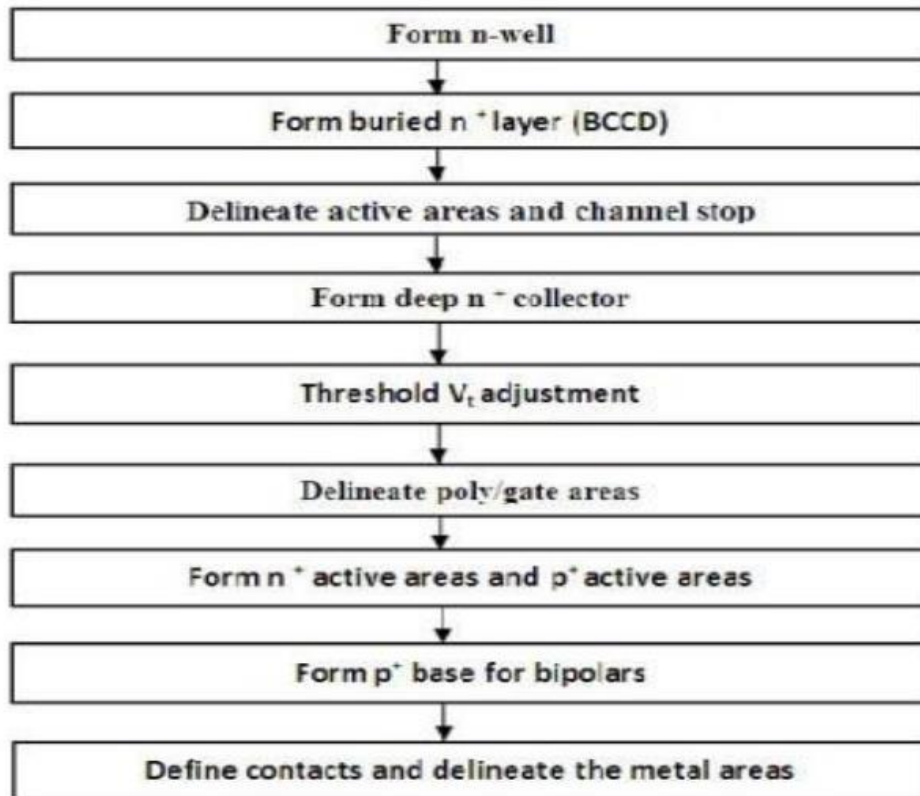 Form n-well
Form buried n⁺ layer (BCCD)
Delineate active areas and channel stop
Form deep n⁺ collector
Threshold Vₜ adjustment
Delineate poly/gate areas
Form n⁺ active areas and p⁺ active areas
Form p⁺ base for bipolars
Define contacts and delineate the metal areas